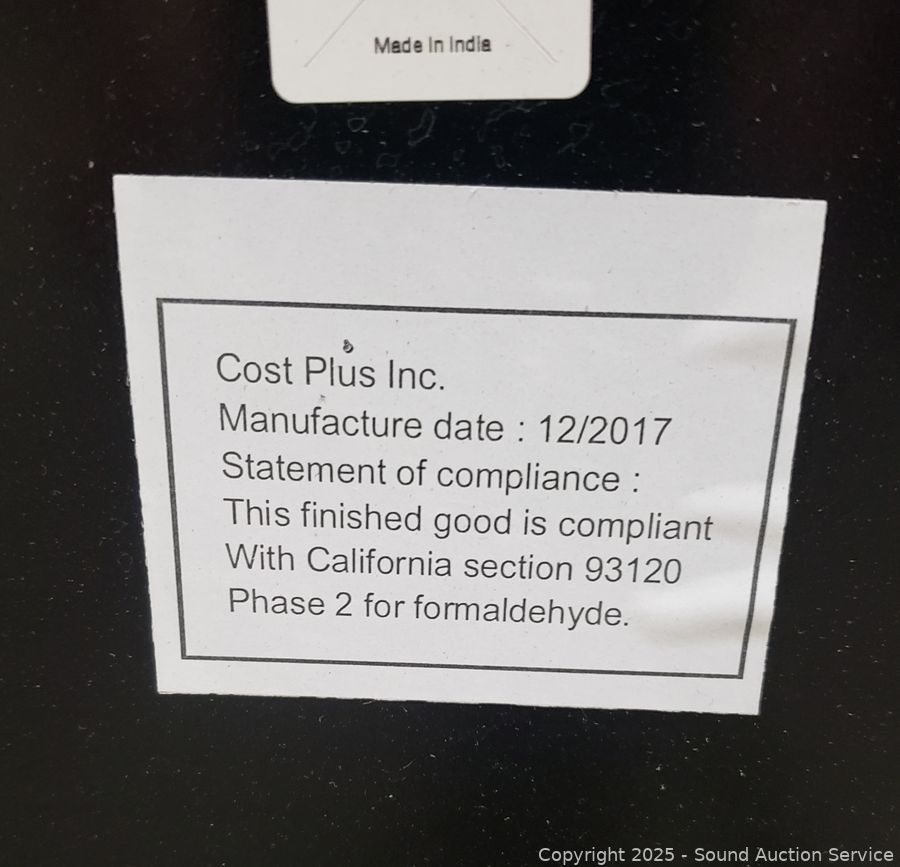 Made In India
Cost Plus Inc.
Manufacture date : 12/2017
Statement of compliance :
This finished good is compliant
With California section 93120
Phase 2 for formaldehyde.
Copyright 2025 - Sound Auction Service